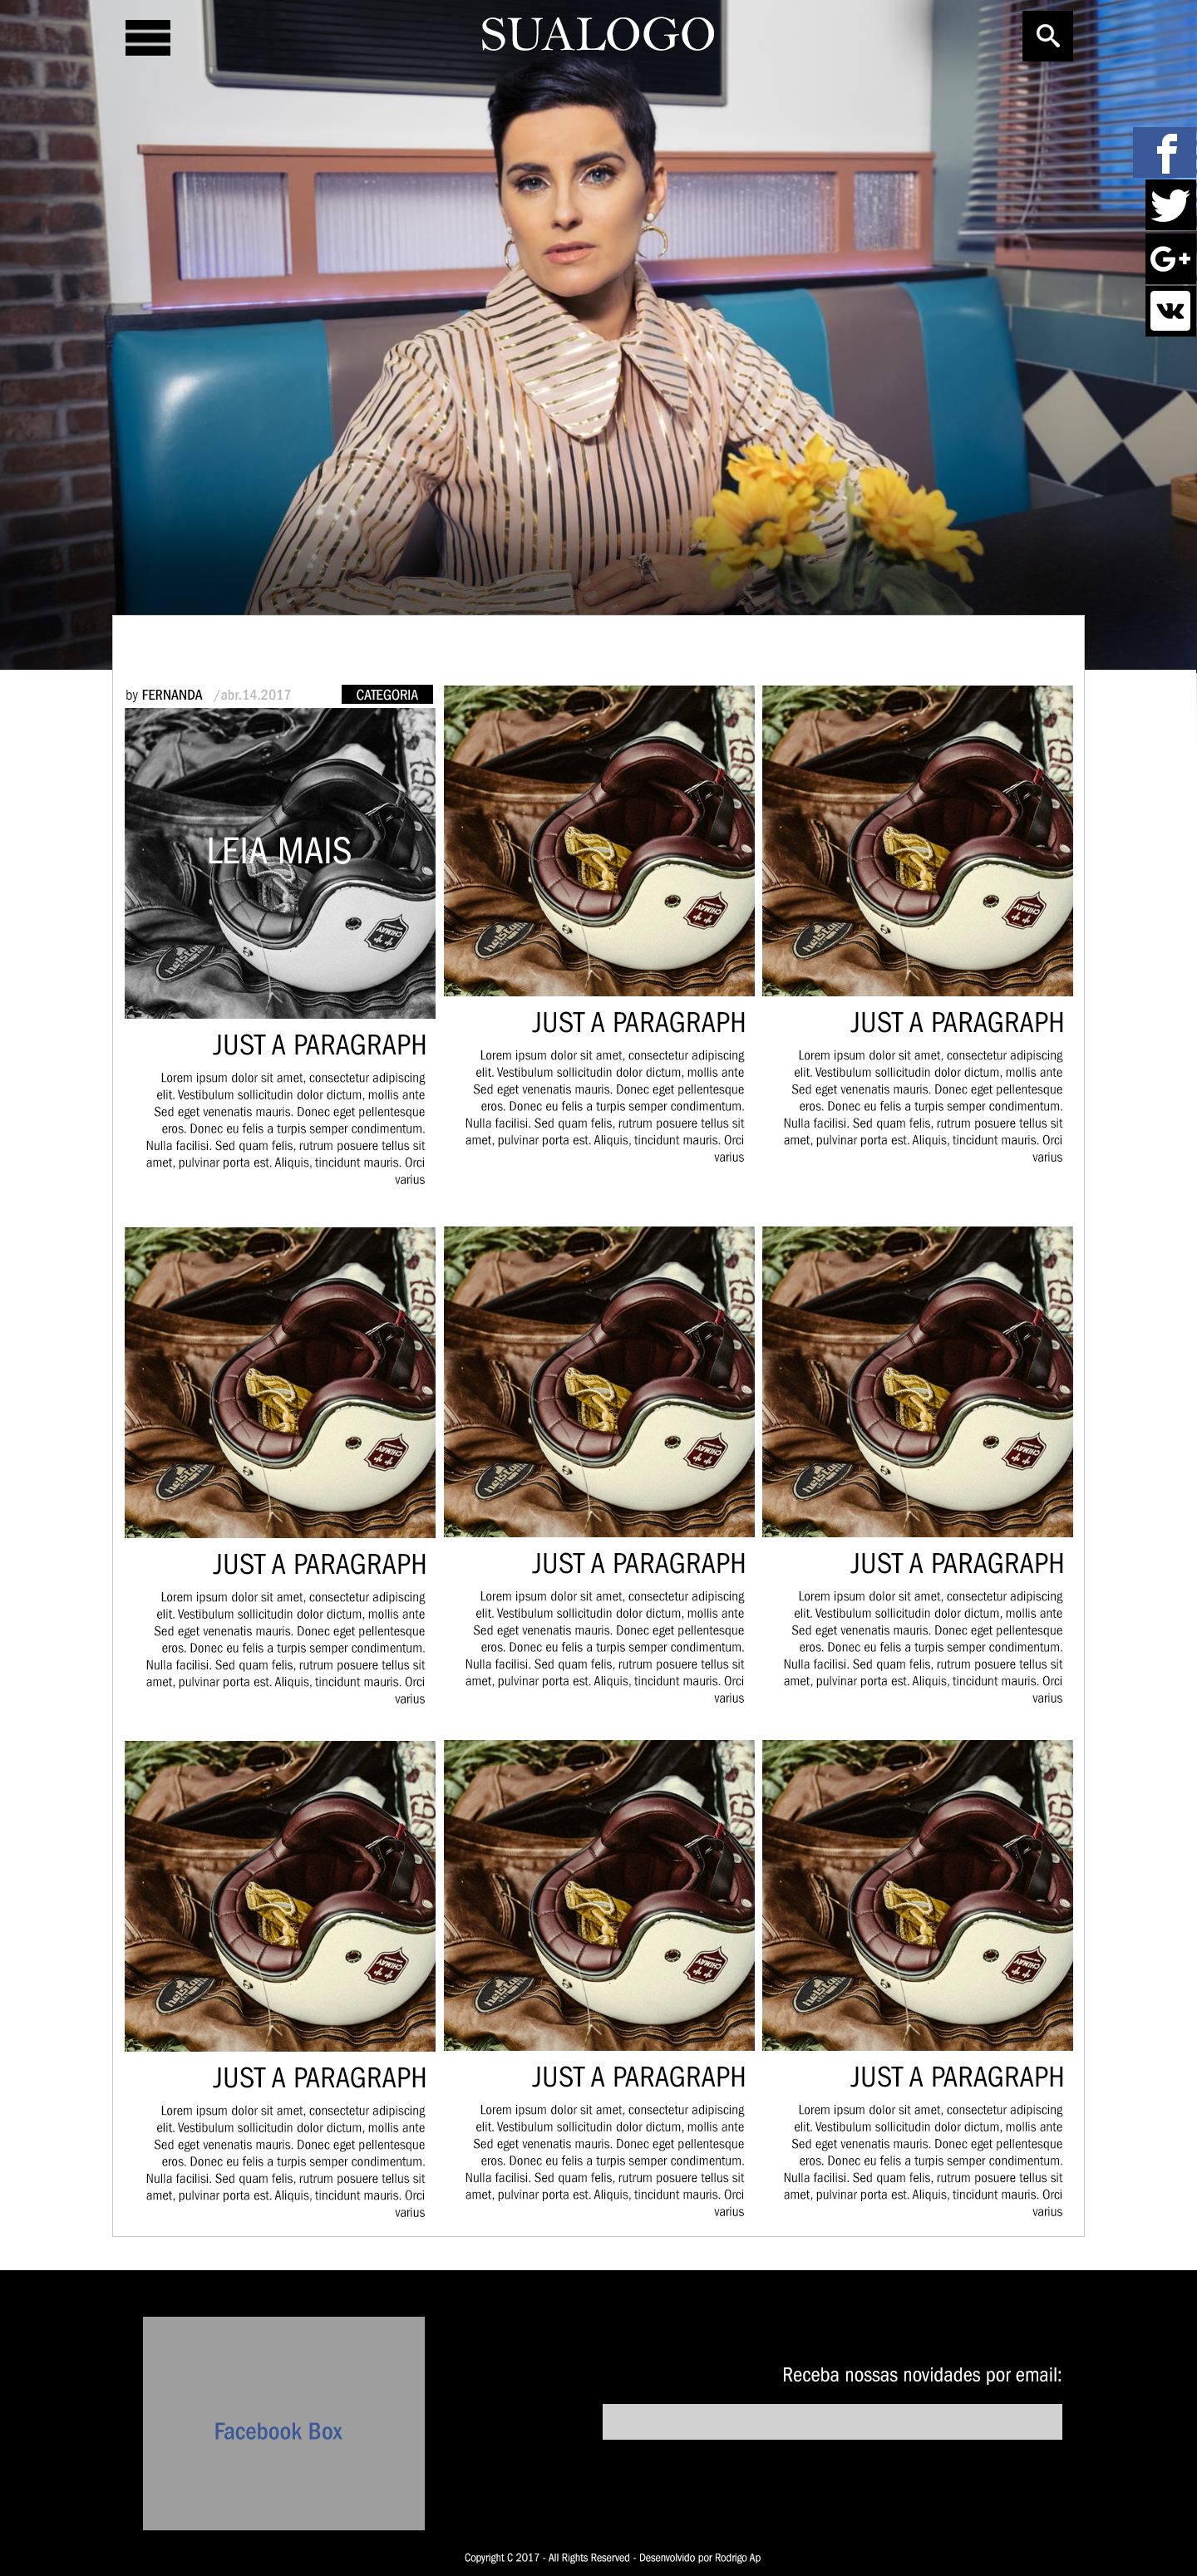 SUALOGO
f
G+
by FERNANDA /abr.14.2017 CATEGORIA
LEIA MAIS
JUST A PARAGRAPH
Lorem ipsum dolor sit amet, consectetur adipiscing
elit. Vestibulum sollicitudin dolor dictum, mollis ante
Sed eget venenatis mauris. Donec eget pellentesque
eros. Donec eu felis a turpis semper condimentum.
Nulla facilisi. Sed quam felis, rutrum posuere tellus sit
amet, pulvinar porta est. Aliquis, tincidunt mauris. Orci
varius
JUST A PARAGRAPH
Lorem ipsum dolor sit amet, consectetur adipiscing
elit. Vestibulum sollicitudin dolor dictum, mollis ante
Sed eget venenatis mauris. Donec eget pellentesque
eros. Donec eu felis a turpis semper condimentum.
Nulla facilisi. Sed quam felis, rutrum posuere tellus sit
amet, pulvinar porta est. Aliquis, tincidunt mauris. Orci
varius
JUST A PARAGRAPH
Lorem ipsum dolor sit amet, consectetur adipiscing
elit. Vestibulum sollicitudin dolor dictum, mollis ante
Sed eget venenatis mauris. Donec eget pellentesque
eros. Donec eu felis a turpis semper condimentum.
Nulla facilisi. Sed quam felis, rutrum posuere tellus sit
amet, pulvinar porta est. Aliquis, tincidunt mauris. Orci
varius
JUST A PARAGRAPH
Lorem ipsum dolor sit amet, consectetur adipiscing
elit. Vestibulum sollicitudin dolor dictum, mollis ante
Sed eget venenatis mauris. Donec eget pellentesque
eros. Donec eu felis a turpis semper condimentum.
Nulla facilisi. Sed quam felis, rutrum posuere tellus sit
amet, pulvinar porta est. Aliquis, tincidunt mauris. Orci
varius
JUST A PARAGRAPH
Lorem ipsum dolor sit amet, consectetur adipiscing
elit. Vestibulum sollicitudin dolor dictum, mollis ante
Sed eget venenatis mauris. Donec eget pellentesque
eros. Donec eu felis a turpis semper condimentum.
Nulla facilisi. Sed quam felis, rutrum posuere tellus sit
amet, pulvinar porta est. Aliquis, tincidunt mauris. Orci
varius
JUST A PARAGRAPH
Lorem ipsum dolor sit amet, consectetur adipiscing
elit. Vestibulum sollicitudin dolor dictum, mollis ante
Sed eget venenatis mauris. Donec eget pellentesque
eros. Donec eu felis a turpis semper condimentum.
Nulla facilisi. Sed quam felis, rutrum posuere tellus sit
amet, pulvinar porta est. Aliquis, tincidunt mauris. Orci
varius
JUST A PARAGRAPH
Lorem ipsum dolor sit amet, consectetur adipiscing
elit. Vestibulum sollicitudin dolor dictum, mollis ante
Sed eget venenatis mauris. Donec eget pellentesque
eros. Donec eu felis a turpis semper condimentum.
Nulla facilisi. Sed quam felis, rutrum posuere tellus sit
amet, pulvinar porta est. Aliquis, tincidunt mauris. Orci
varius
JUST A PARAGRAPH
Lorem ipsum dolor sit amet, consectetur adipiscing
elit. Vestibulum sollicitudin dolor dictum, mollis ante
Sed eget venenatis mauris. Donec eget pellentesque
eros. Donec eu felis a turpis semper condimentum.
Nulla facilisi. Sed quam felis, rutrum posuere tellus sit
amet, pulvinar porta est. Aliquis, tincidunt mauris. Orci
varius
JUST A PARAGRAPH
Lorem ipsum dolor sit amet, consectetur adipiscing
elit. Vestibulum sollicitudin dolor dictum, mollis ante
Sed eget venenatis mauris. Donec eget pellentesque
eros. Donec eu felis a turpis semper condimentum.
Nulla facilisi. Sed quam felis, rutrum posuere tellus sit
amet, pulvinar porta est. Aliquis, tincidunt mauris. Orci
varius
Facebook Box
Receba nossas novidades por email:
Copyright C 2017 - All Rights Reserved - Desenvolvido por Rodrigo Ap